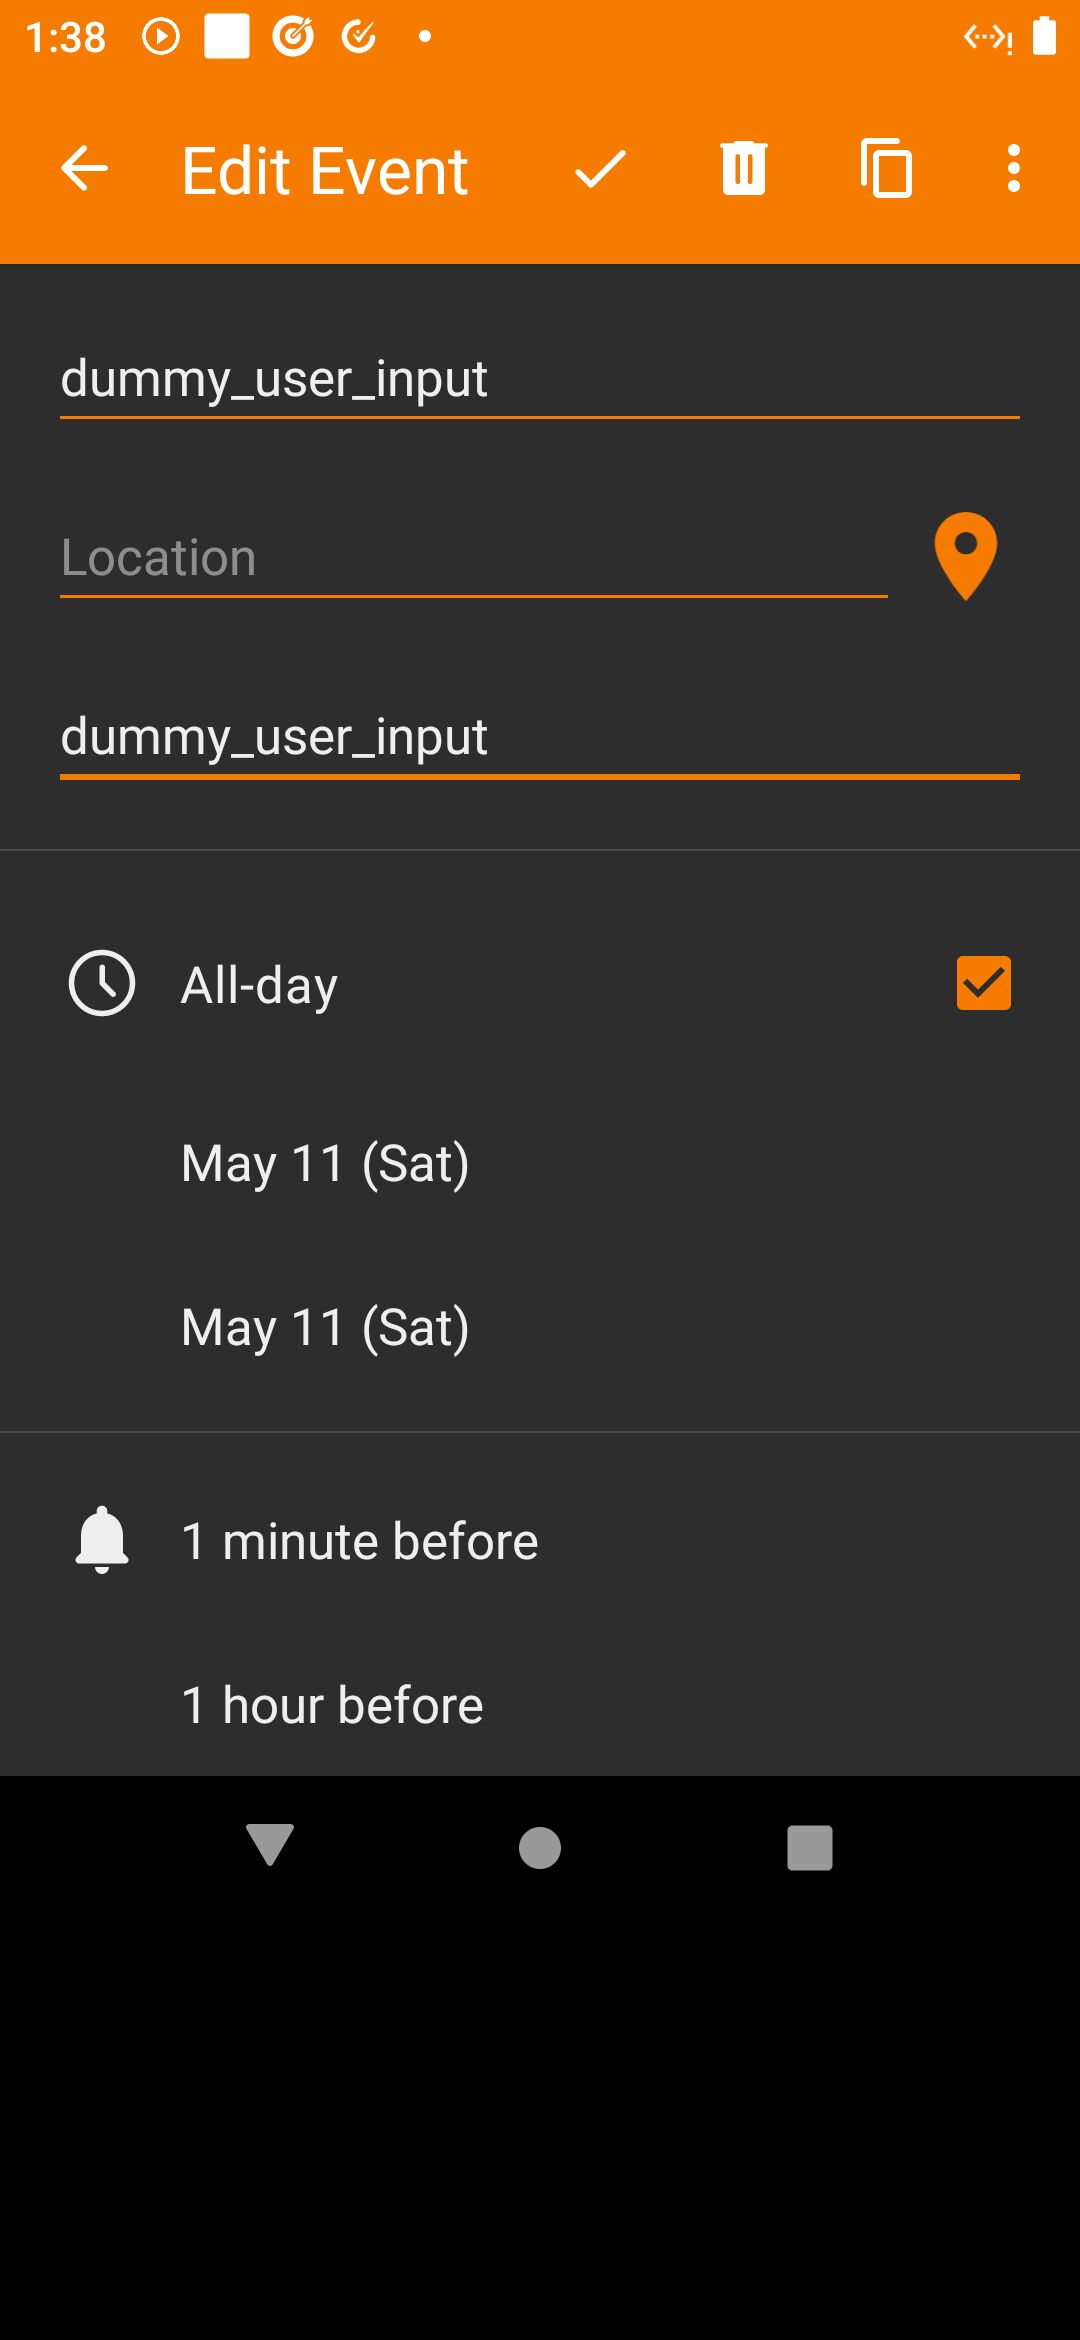 1:38
Edit Event
dummy_user_input
Location
dummy_user_input
All-day
May 11 (Sat)
May 11 (Sat)
1 minute before
1 hour before